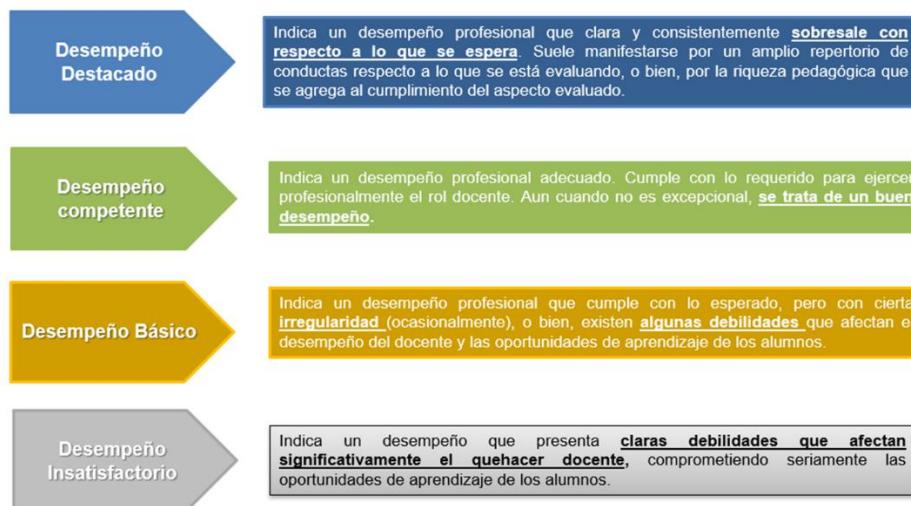 Desempeño
Destacado
Indica un desempeño profesional que clara y consistentemente sobresale con
respecto a lo que se espera. Suele manifestarse por un amplio repertorio de
conductas respecto a lo que se está evaluando, o bien, por la riqueza pedagógica que
se agrega al cumplimiento del aspecto evaluado.
Desempeño
competente
Indica un desempeño profesional adecuado. Cumple con lo requerido para ejercer
profesionalmente el rol docente. Aun cuando no es excepcional, se trata de un buen
desempeño.
Desempeño Básico
Indica un desempeño profesional que cumple con lo esperado, pero con cierta
irregularidad (ocasionalmente), o bien, existen algunas debilidades que afectan e
desempeño del docente y las oportunidades de aprendizaje de los alumnos.
Desempeño
Insatisfactorio
Indica un desempeño que presenta claras debilidades que afectan
significativamente el quehacer docente, comprometiendo seriamente las
oportunidades de aprendizaje de los alumnos.